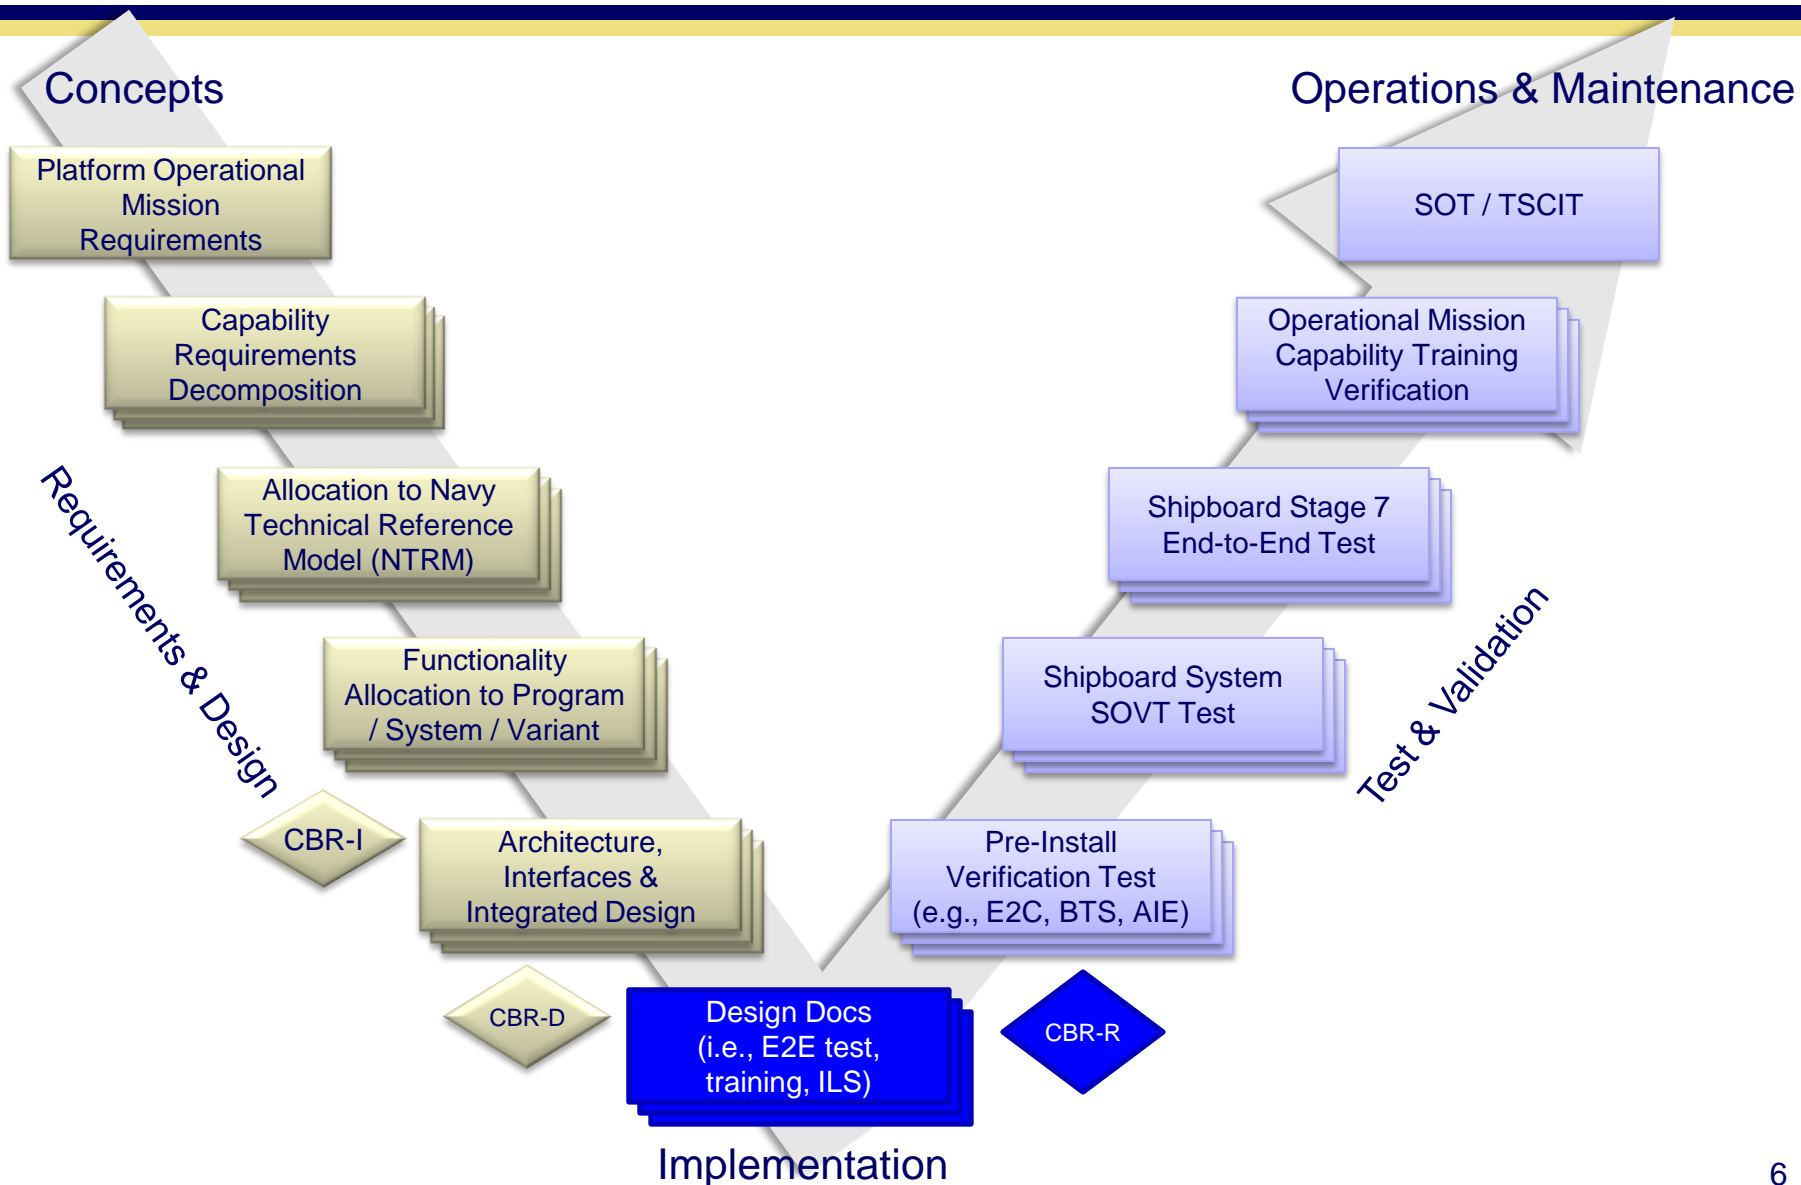 Concepts
Operations & Maintenance
Platform Operational
Mission
Requirements
SOT / TSCIT
Capability
Requirements
Decomposition
Operational Mission
Capability Training
Verification
Requirements & Design
Allocation to Navy
Technical Reference
Model (NTRM)
Shipboard Stage 7
End-to-End Test
Test & Validation
Functionality
Allocation to Program
/ System / Variant
Shipboard System
SOVT Test
CBR-I
Architecture,
Interfaces &
Integrated Design
Pre-Install
Verification Test
(e.g., E2C, BTS, AIE)
CBR-D
Design Docs
(i.e., E2E test,
training, ILS)
CBR-R
Implementation
6